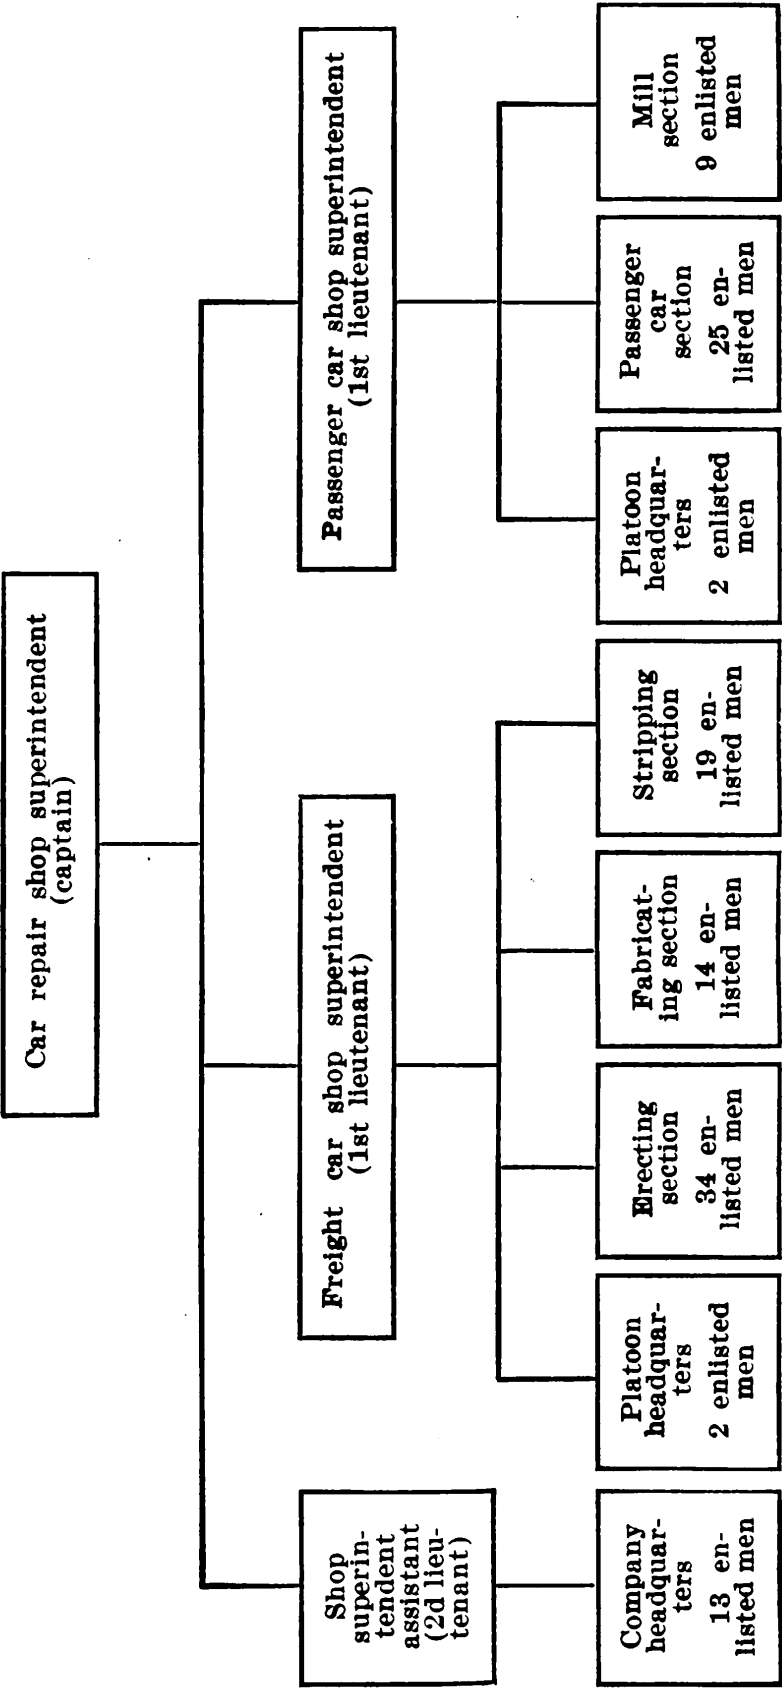 Car repair shop superintendent
(captain)
Shop
superin-
tendent
assistant
(2d lieu-
tenant)
Freight car shop superintendent
(1st lieutenant)
Passenger car shop superintendent
(1st lieutenant)
Company
headquar-
ters
13 en-
listed men
Platoon
headquar-
ters
2 enlisted
men
Erecting
section
34 en-
listed men
Fabricat-
ing section
14 en-
listed men
Stripping
section
19 en-
listed men
Platoon
headquar-
ters
2 enlisted
men
Passenger
car
section
25 en-
listed men
Mill
section
9 enlisted
men